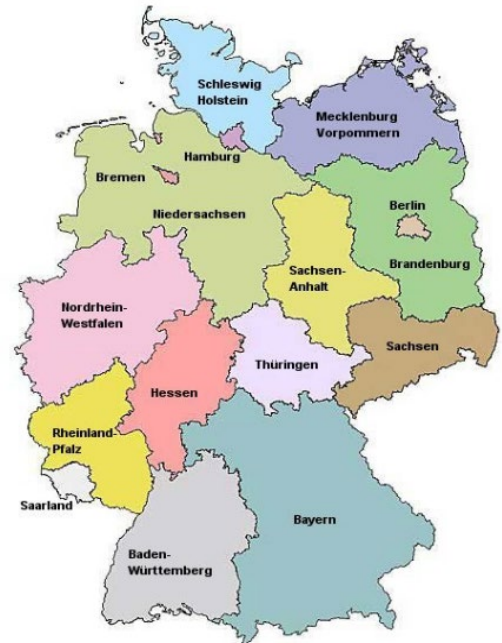 Schleswig
Holstein
Mecklenburg
Vorpommern
Hamburg
Bremen
Niedersachsen
Berlin
Brandenburg
Sachsen-
Anhalt
Nordrhein-
Westfalen
Sachsen
Thüringen
Hessen
Rheinland-
Pfalz
Saarland
Bayern
Baden-
Württemberg